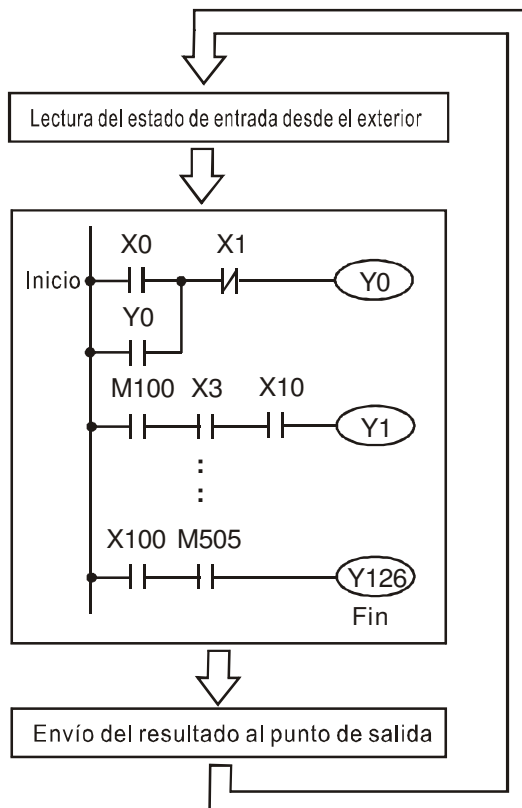 Lectura del estado de entrada desde el exterior
X0 X1
Inicio Y0
Y0
M100 X3 X10
Y1
X100 M505
Y126
Fin
Envío del resultado al punto de salida